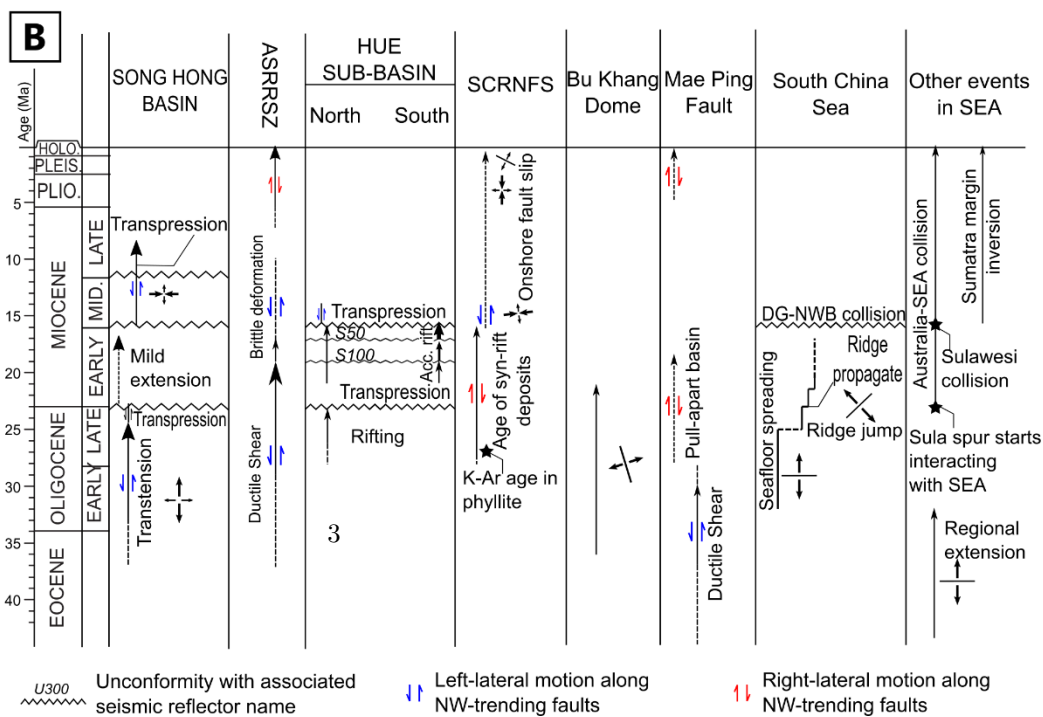 B
Age (Ma)
SONG HONG
BASIN
ASRRSZ
HUE
SUB-BASIN
North South
SCRNFS
Bu Khang
Dome
Mae Ping
Fault
South China
Sea
Other events
in SEA
HOLO.
PLEIS.
PLIO.
MIOCENE
LATE
MID.
EARLY
OLIGOCENE
LATE
EARLY
EOCENE
5
10
15
20
25
30
35
40
Transpression
Mild
extension
Transpression
Transtension
Brittle deformation
Ductile Shear
Transpression
S50
S100
Acc. rift
Transpression
Rifting
3
Onshore fault slip
Age of syn-rift
deposits
K-Ar age in
phyllite
Pull-apart basin
Ductile Shear
DG-NWB collision
Ridge
propagate
Ridge jump
Seafloor spreading
Australia-SEA collision
Sumatra margin
inversion
Sulawesi
collision
Sula spur starts
interacting
with SEA
Regional
extension
U300
Unconformity with associated
seismic reflector name
Left-lateral motion along
NW-trending faults
Right-lateral motion along
NW-trending faults